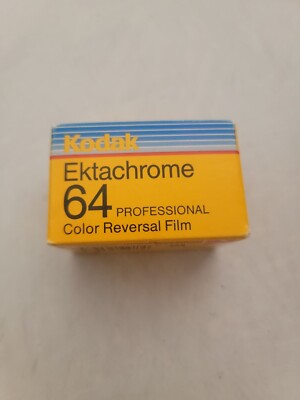 Kodak
Ektachrome
64 PROFESSIONAL
Color Reversal Film